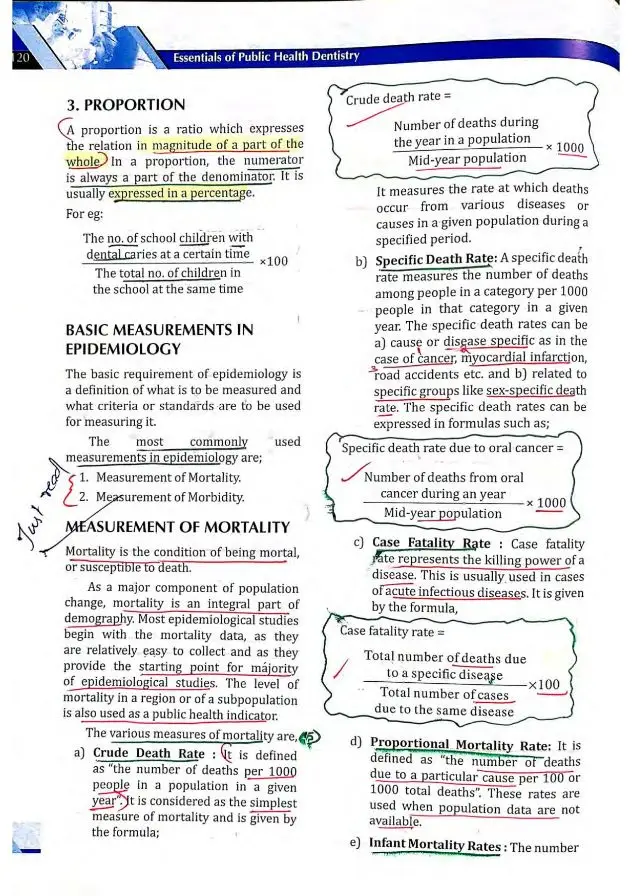 120
Essentials of Public Health Dentistry
3. PROPORTION
A proportion is a ratio which expresses
the relation in magnitude of a part of the
whole. In a proportion, the numerator
is always a part of the denominator. It is
usually expressed in a percentage.
For eg:
The no. of school children with
dental caries at a certain time
×100
The total no. of children in
the school at the same time
BASIC MEASUREMENTS IN
EPIDEMIOLOGY
The basic requirement of epidemiology is
a definition of what is to be measured and
what criteria or standards are to be used
for measuring it.
The most commonly used
measurements in epidemiology are;
1. Measurement of Mortality.
2. Measurement of Morbidity.
Just read
MEASUREMENT OF MORTALITY
Mortality is the condition of being mortal,
or susceptible to death.
As a major component of population
change, mortality is an integral part of
demography. Most epidemiological studies
begin with the mortality data, as they
are relatively easy to collect and as they
provide the starting point for majority
of epidemiological studies. The level of
mortality in a region or of a subpopulation
is also used as a public health indicator.
The various measures of mortality are,
a) Crude Death Rate : It is defined
as "the number of deaths per 1000
people in a population in a given
year". It is considered as the simplest
measure of mortality and is given by
the formula;
Crude death rate =
Number of deaths during
the year in a population
× 1000
Mid-year population
It measures the rate at which deaths
occur from various diseases or
causes in a given population during a
specified period.
b) Specific Death Rate: A specific death
rate measures the number of deaths
among people in a category per 1000
people in that category in a given
year. The specific death rates can be
a) cause or disease specific as in the
case of cancer, myocardial infarction,
road accidents etc. and b) related to
specific groups like sex-specific death
rate. The specific death rates can be
expressed in formulas such as;
Specific death rate due to oral cancer =
Number of deaths from oral
cancer during an year
× 1000
Mid-year population
c) Case Fatality Rate : Case fatality
rate represents the killing power of a
disease. This is usually used in cases
of acute infectious diseases. It is given
by the formula,
Case fatality rate =
Total number of deaths due
to a specific disease
×100
Total number of cases
due to the same disease
d) Proportional Mortality Rate: It is
defined as "the number of deaths
due to a particular cause per 100 or
1000 total deaths". These rates are
used when population data are not
available.
e) Infant Mortality Rates : The number